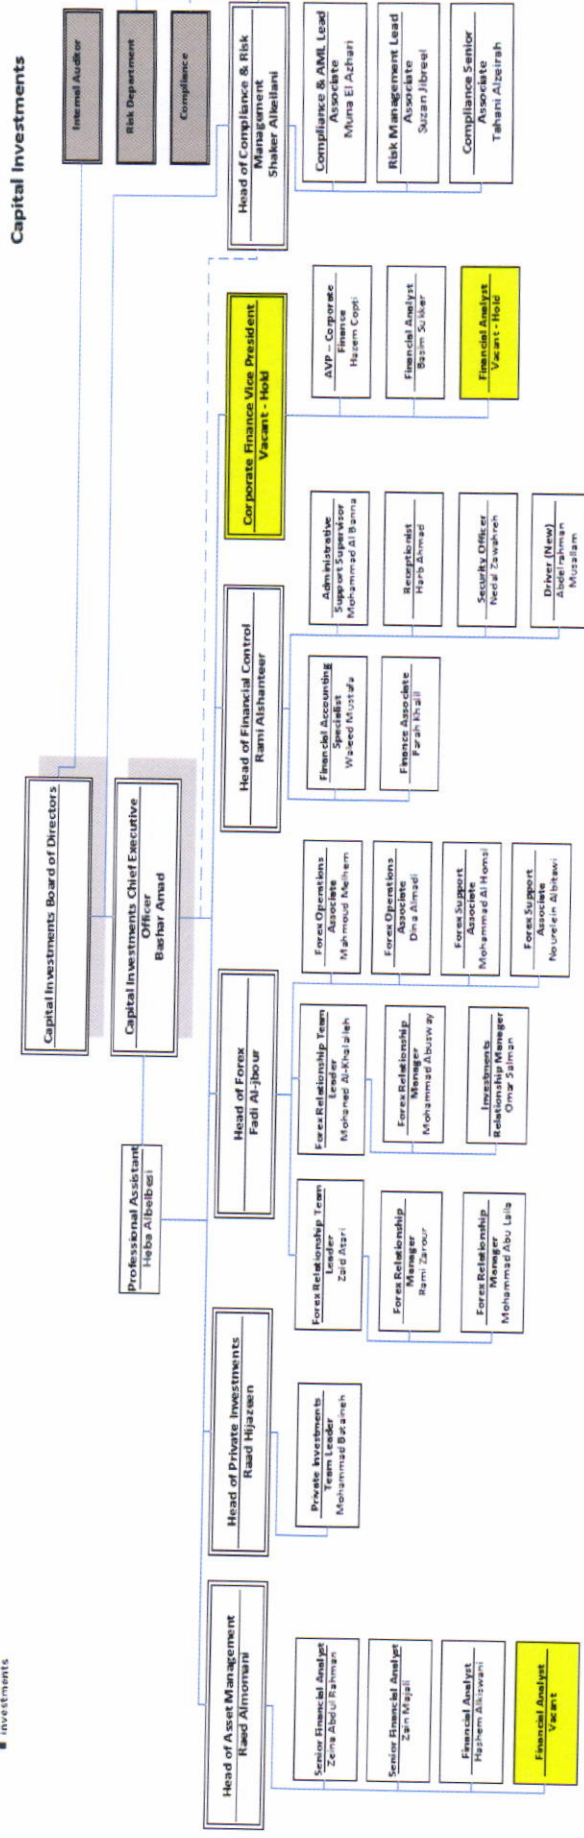 investments
Capital Investments
Capital Investments Board of Directors
Internal Auditor
Risk Department
Compliance
Capital Investments Chief Executive
Officer
Bashar Amad
Professional Assistant
Heba Albelbesi
Head of Asset Management
Raed Almomani
Senior Financial Analyst
Zeina Abdul Rahman
Senior Financial Analyst
Zain Majali
Financial Analyst
Hashem Alkiswani
Financial Analyst
Vacant
Head of Private Investments
Raad Hijazeen
Private Investments
Team Leader
Mohammad Bataineh
Head of Forex
Fadi Al-jbour
Forex Relationship Team
Leader
Zaid Atari
Forex Relationship
Manager
Rami Zarour
Forex Relationship
Manager
Mohammad Abu Laila
Forex Relationship Team
Leader
Mohaned Al-Khalaileh
Forex Relationship
Manager
Mohammad Abusway
Investments
Relationship Manager
Omar Salman
Forex Operations
Associate
Mahmoud Melhem
Forex Operations
Associate
Dina Almadi
Forex Support
Associate
Mohammad Al Homsi
Forex Support
Associate
Nourelein Albitawi
Head of Financial Control
Rami Alshanteer
Financial Accounting
Specialist
Waleed Mustafa
Finance Associate
Farah Khalil
Administrative
Support Supervisor
Mohammad Al Banna
Receptionist
Harb Ahmad
Security Officer
Nedal Zawahreh
Driver (New)
Abdelrahman
Musallam
Corporate Finance Vice President
Vacant - Hold
AVP – Corporate
Finance
Hazem Copti
Financial Analyst
Basim Sukker
Financial Analyst
Vacant - Hold
Head of Compliance & Risk
Management
Shaker Alkeilani
Compliance & AML Lead
Associate
Muna El Azhari
Risk Management Lead
Associate
Suzan Jibreel
Compliance Senior
Associate
Tahani Alzeirah